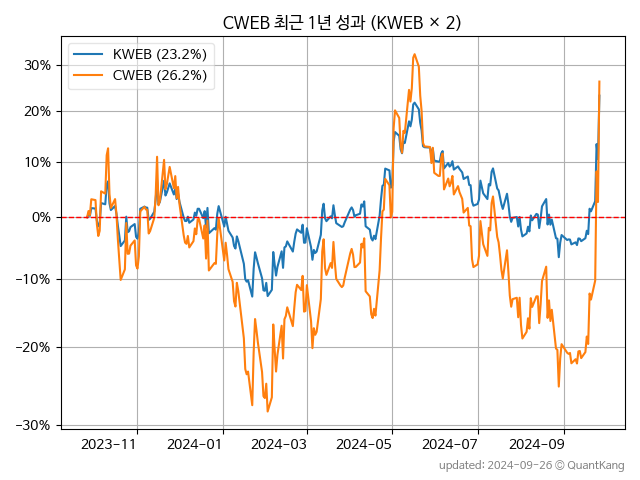 CWEB 최근 1년 성과 (KWEB × 2)
KWEB (23.2%)
CWEB (26.2%)
30%
20%
10%
0%
−10%
−20%
−30%
2023-11 2024-01 2024-03 2024-05 2024-07 2024-09
updated: 2024-09-26 © QuantKang